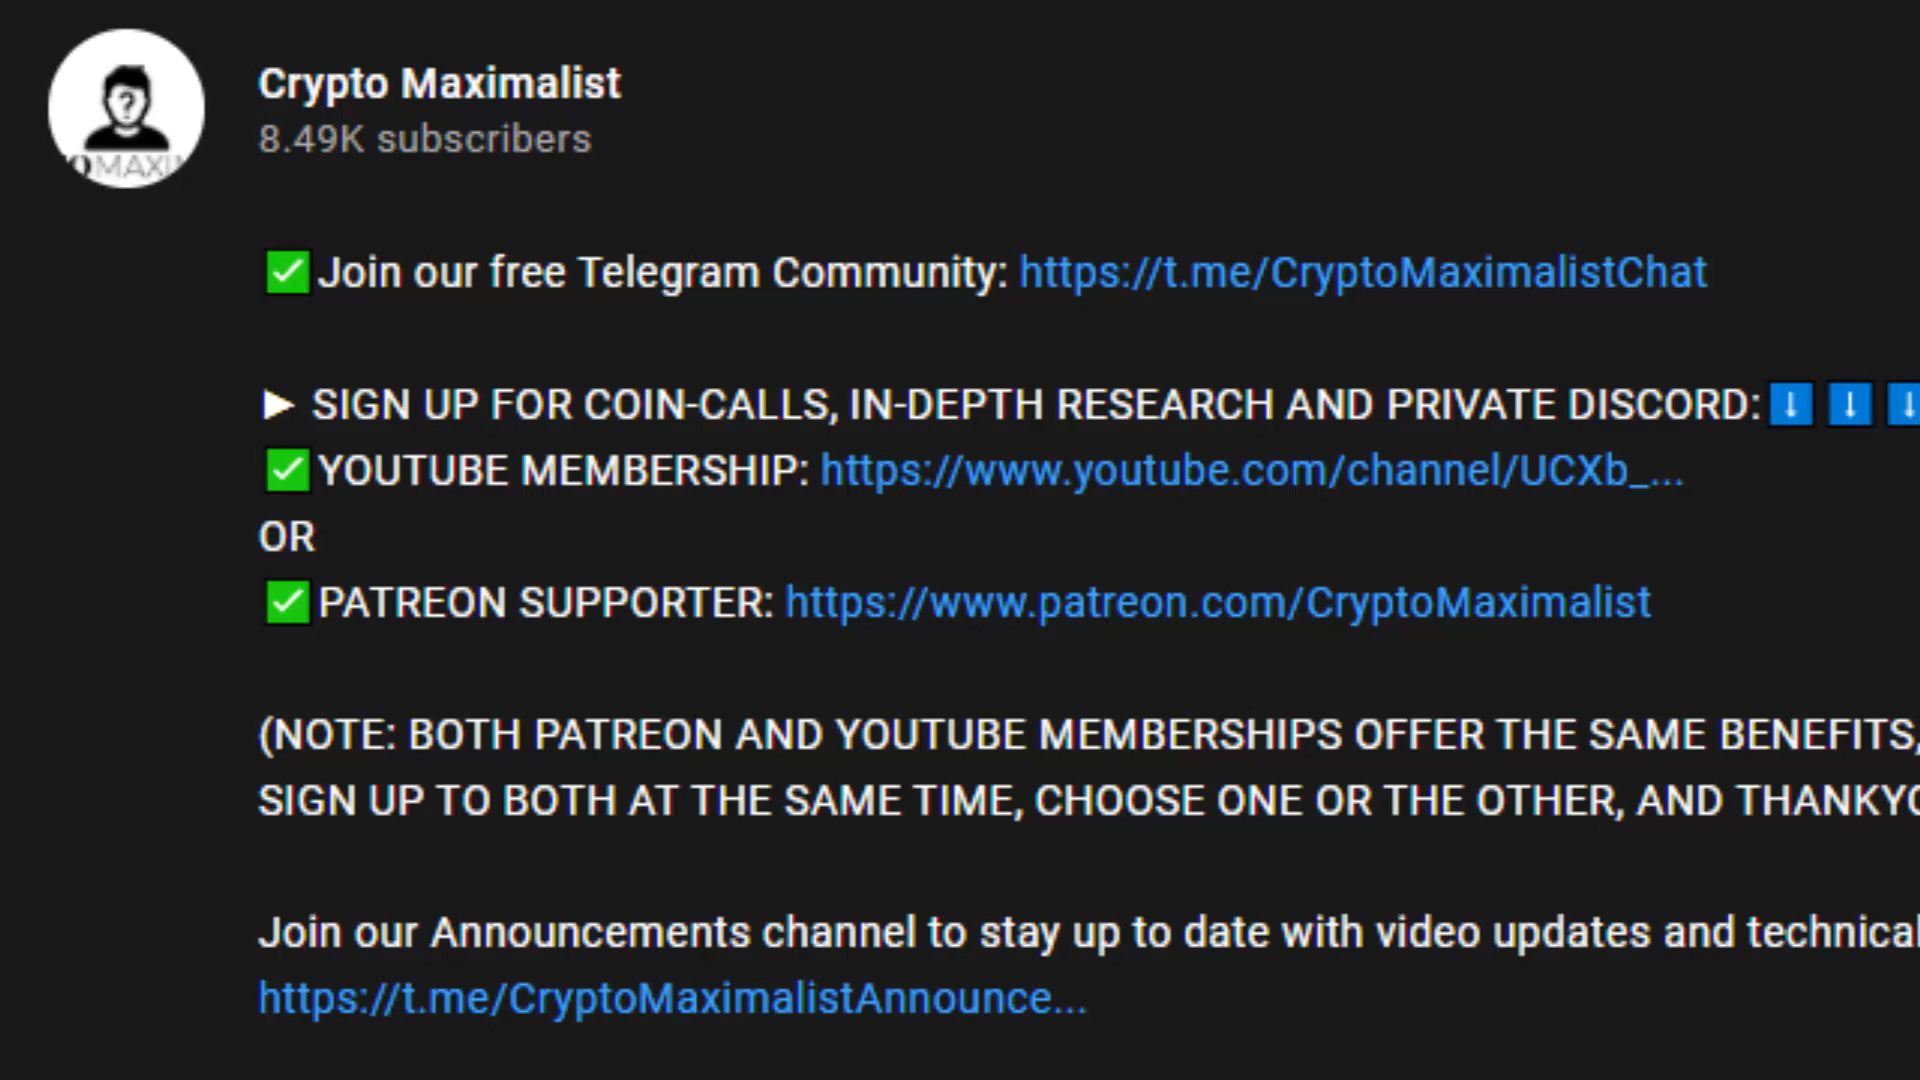 Crypto Maximalist
8.49K subscribers
?
OMAXI
✅Join our free Telegram Community: https://t.me/CryptoMaximalistChat
► SIGN UP FOR COIN-CALLS, IN-DEPTH RESEARCH AND PRIVATE DISCORD:⬇️⬇️⬇️
✅YOUTUBE MEMBERSHIP: https://www.youtube.com/channel/UCXb_...
OR
✅PATREON SUPPORTER: https://www.patreon.com/CryptoMaximalist
(NOTE: BOTH PATREON AND YOUTUBE MEMBERSHIPS OFFER THE SAME BENEFITS,
SIGN UP TO BOTH AT THE SAME TIME, CHOOSE ONE OR THE OTHER, AND THANKYO
Join our Announcements channel to stay up to date with video updates and technical
https://t.me/CryptoMaximalistAnnounce...